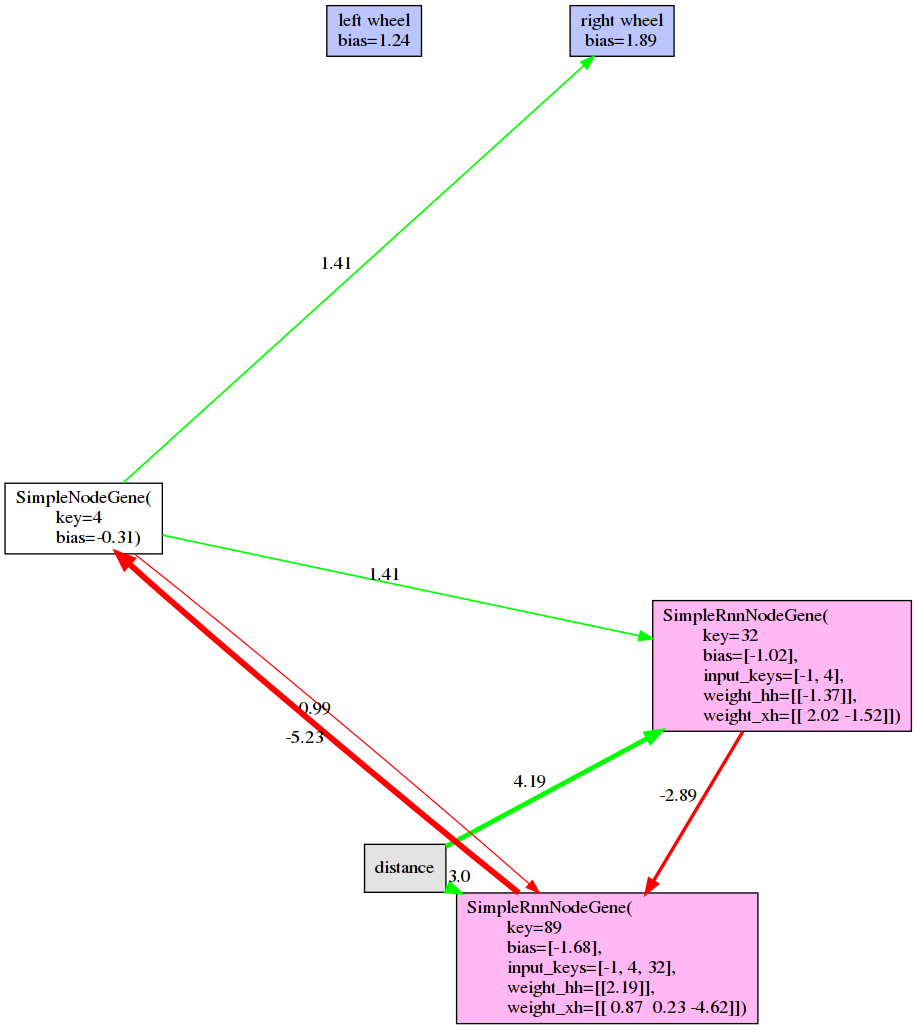 left wheel
bias=1.24
right wheel
bias=1.89
1.41
SimpleNodeGene(
key=4
bias=-0.31)
1.41
SimpleRnnNodeGene(
key=32
bias=[-1.02],
input_keys=[-1, 4],
weight_hh=[[-1.37]],
weight_xh=[[ 2.02 -1.52]])
0.99
-5.23
4.19
-2.89
distance
3.0
SimpleRnnNodeGene(
key=89
bias=[-1.68],
input_keys=[-1, 4, 32],
weight_hh=[[2.19]],
weight_xh=[[ 0.87  0.23 -4.62]])